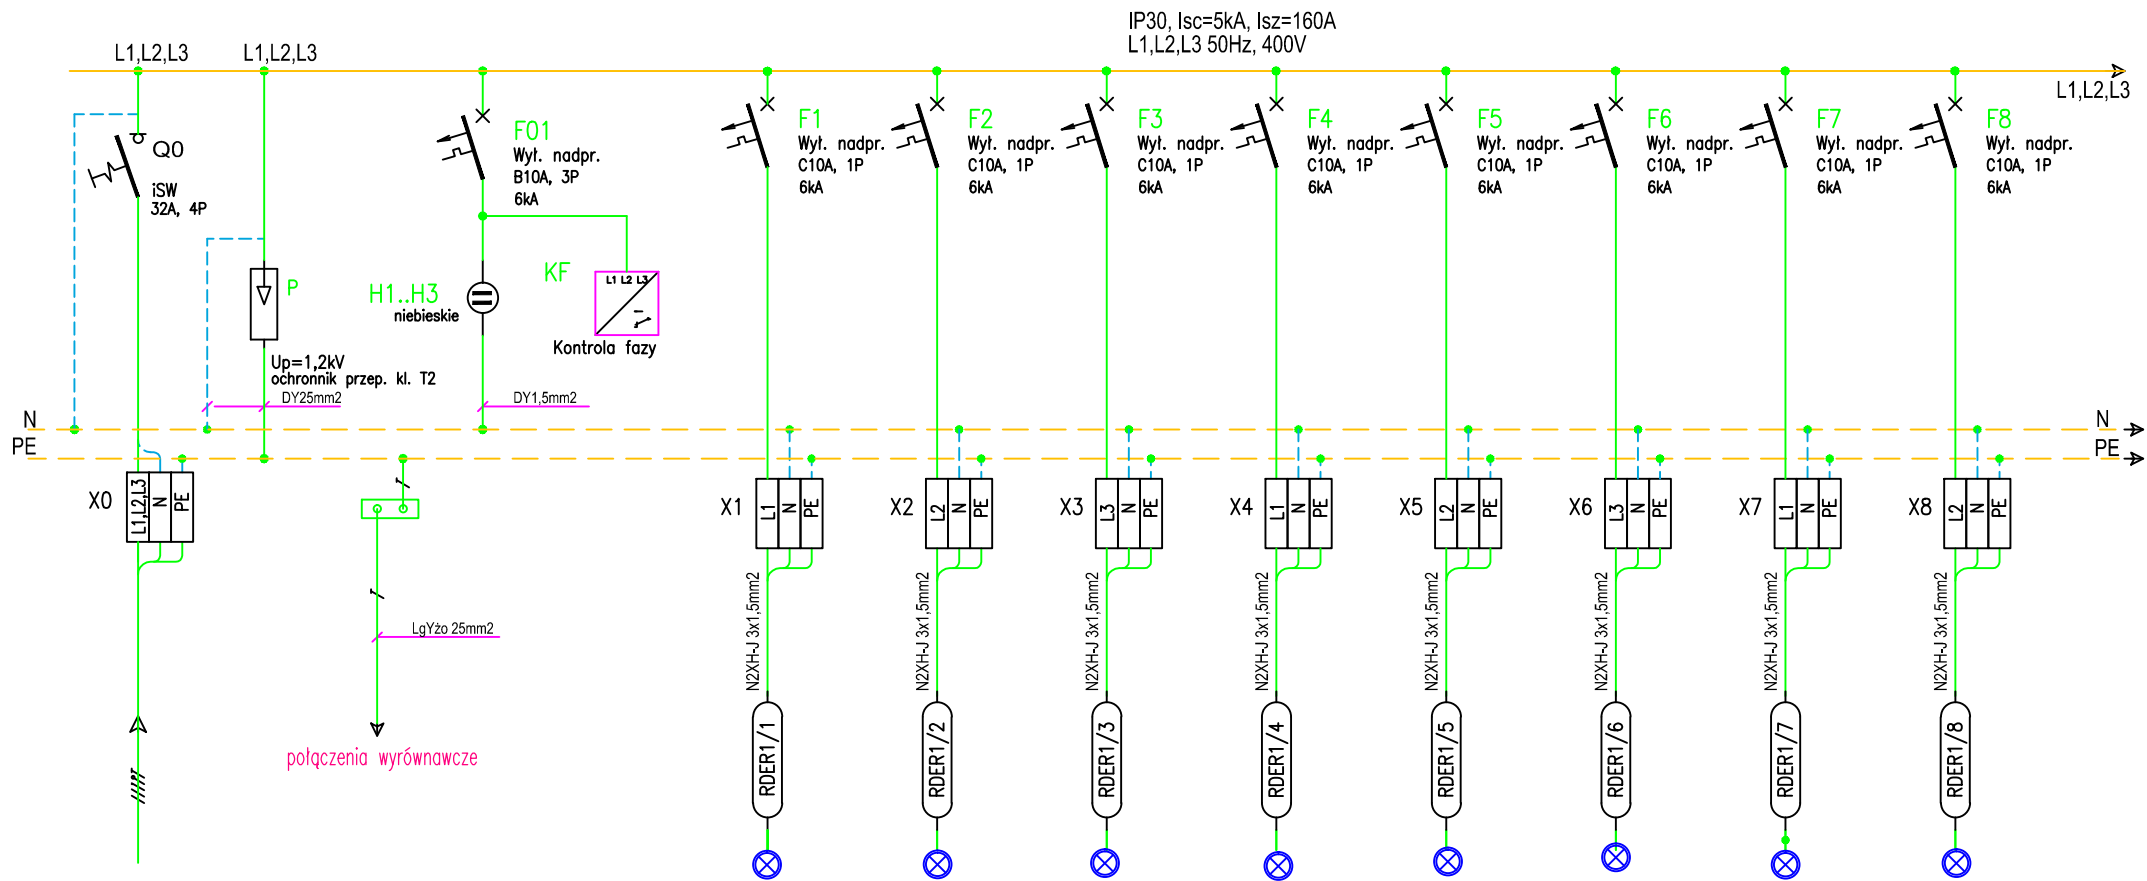 IP30, Isc=5kA, Isz=160A
L1,L2,L3 50Hz, 400V
L1,L2,L3
L1,L2,L3
L1,L2,L3
Q0
iSW
32A, 4P
P
Up=1,2kV
ochronnik przep. kl. T2
DY25mm2
F01
Wył. nadpr.
B10A, 3P
6kA
H1..H3
niebieskie
KF
L1 L2 L3
Kontrola fazy
DY1,5mm2
F1
Wył. nadpr.
C10A, 1P
6kA
F2
Wył. nadpr.
C10A, 1P
6kA
F3
Wył. nadpr.
C10A, 1P
6kA
F4
Wył. nadpr.
C10A, 1P
6kA
F5
Wył. nadpr.
C10A, 1P
6kA
F6
Wył. nadpr.
C10A, 1P
6kA
F7
Wył. nadpr.
C10A, 1P
6kA
F8
Wył. nadpr.
C10A, 1P
6kA
N
PE
N
PE
X0
L1,L2,L3
N
PE
LgYżo 25mm2
połączenia wyrównawcze
X1
L1
N
PE
N2XH-J 3x1,5mm2
RDER1/1
X2
L2
N
PE
N2XH-J 3x1,5mm2
RDER1/2
X3
L3
N
PE
N2XH-J 3x1,5mm2
RDER1/3
X4
L1
N
PE
N2XH-J 3x1,5mm2
RDER1/4
X5
L2
N
PE
N2XH-J 3x1,5mm2
RDER1/5
X6
L3
N
PE
N2XH-J 3x1,5mm2
RDER1/6
X7
L1
N
PE
N2XH-J 3x1,5mm2
RDER1/7
X8
L2
N
PE
N2XH-J 3x1,5mm2
RDER1/8